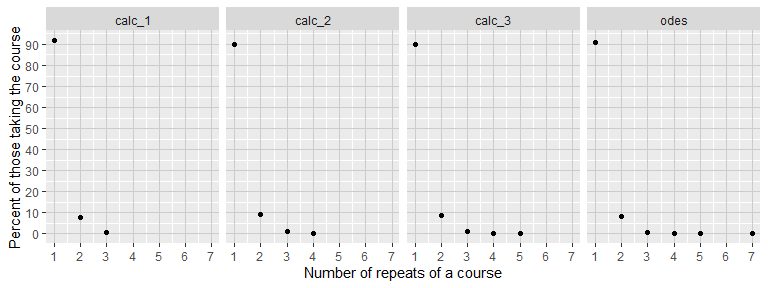 calc_1 calc_2 calc_3 odes
Percent of those taking the course
90
80
70
60
50
40
30
20
10
0
1 2 3 4 5 6 7 1 2 3 4 5 6 7 1 2 3 4 5 6 7 1 2 3 4 5 6 7
Number of repeats of a course